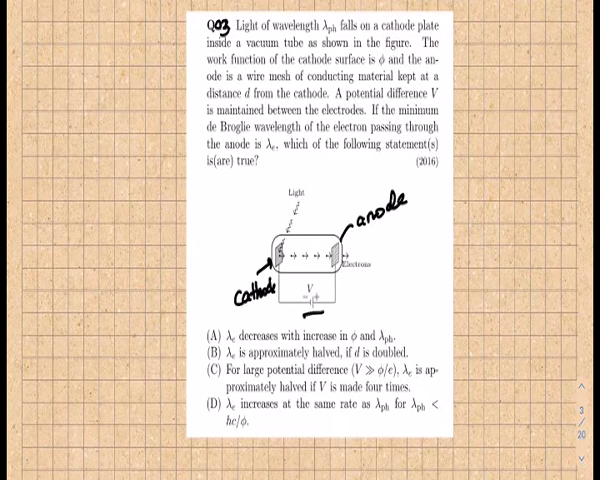 Q03 Light of wavelength λph falls on a cathode plate
inside a vacuum tube as shown in the figure. The
work function of the cathode surface is ϕ and the an-
ode is a wire mesh of conducting material kept at a
distance d from the cathode. A potential difference V
is maintained between the electrodes. If the minimum
de Broglie wavelength of the electron passing through
the anode is λe, which of the following statement(s)
is(are) true? (2016)
Light
anode
Electrons
cathode
V
− +
(A) λe decreases with increase in ϕ and λph.
(B) λe is approximately halved, if d is doubled.
(C) For large potential difference (V ≫ ϕ/e), λe is ap-
proximately halved if V is made four times.
(D) λe increases at the same rate as λph for λph <
hc/ϕ.
3
/
20